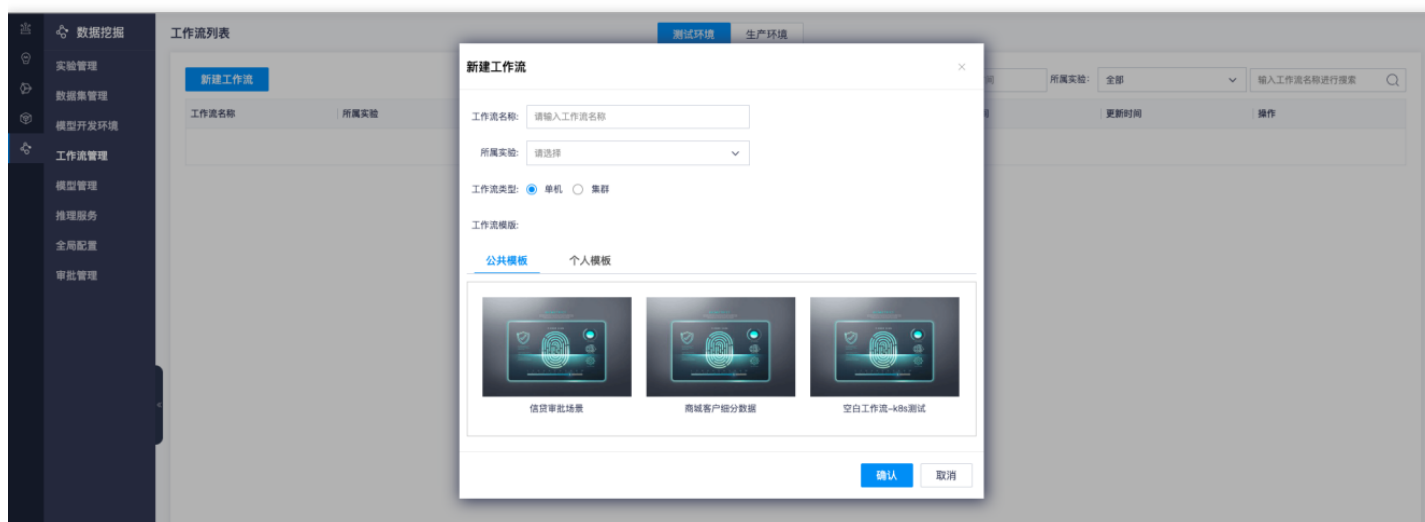 数据挖掘
实验管理
数据集管理
模型开发环境
工作流管理
模型管理
推理服务
全局配置
审批管理
工作流列表
测试环境 生产环境
新建工作流
所属实验: 全部 输入工作流名称进行搜索
工作流名称 所属实验 更新时间 操作
新建工作流
工作流名称: 请输入工作流名称
所属实验: 请选择
工作流类型: 单机 集群
工作流模版:
公共模板 个人模板
信贷审批场景 商城客户细分数据 空白工作流-k8s测试
确认 取消